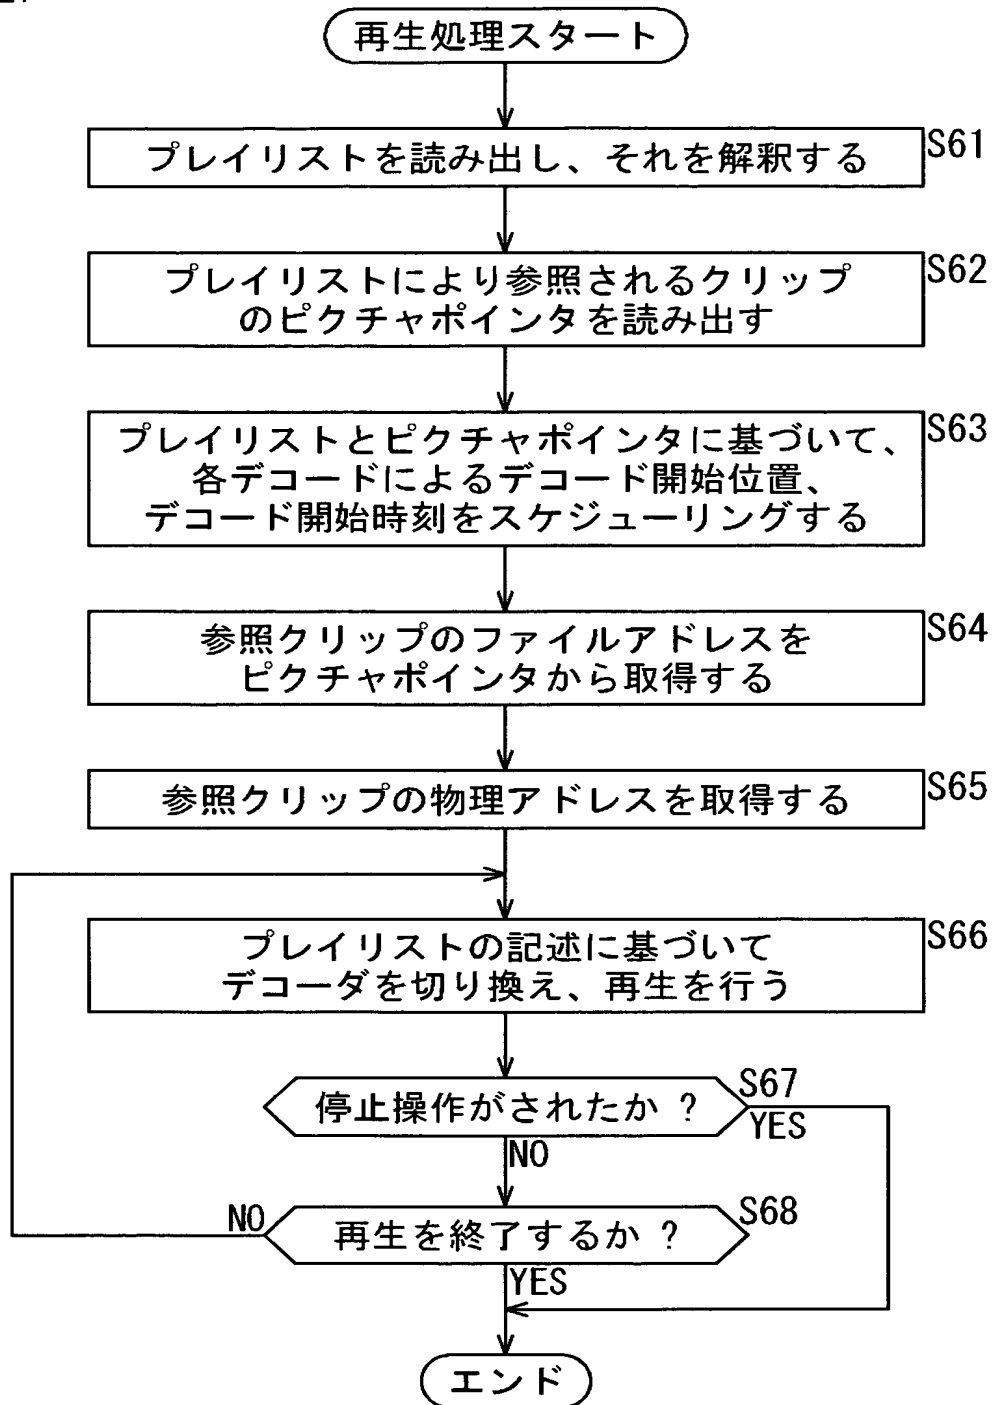 再生処理スタート
プレイリストを読み出し、それを解釈する
S61
プレイリストにより参照されるクリップ
のピクチャポインタを読み出す
S62
プレイリストとピクチャポインタに基づいて、
各デコードによるデコード開始位置、
デコード開始時刻をスケジューリングする
S63
参照クリップのファイルアドレスを
ピクチャポインタから取得する
S64
参照クリップの物理アドレスを取得する
S65
プレイリストの記述に基づいて
デコーダを切り換え、再生を行う
S66
停止操作がされたか ?
S67
YES
NO
再生を終了するか ?
S68
NO
YES
エンド